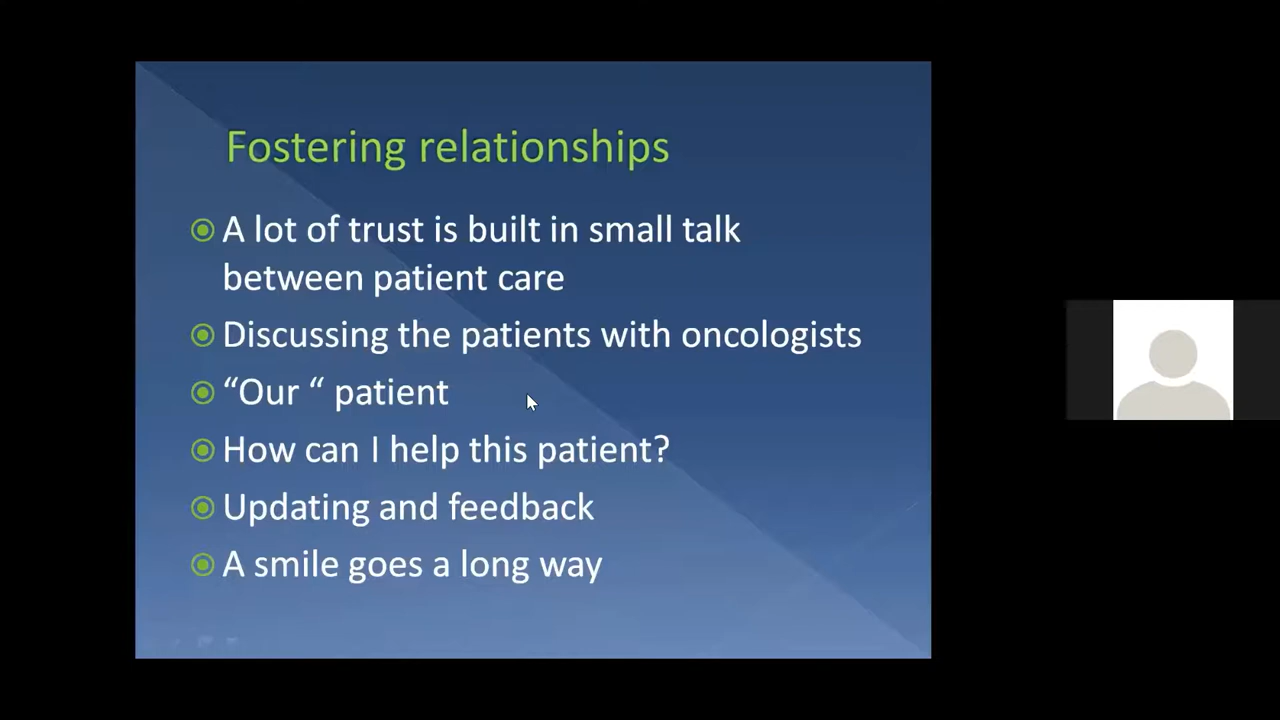 Fostering relationships
A lot of trust is built in small talk
between patient care
Discussing the patients with oncologists
“Our “ patient
How can I help this patient?
Updating and feedback
A smile goes a long way